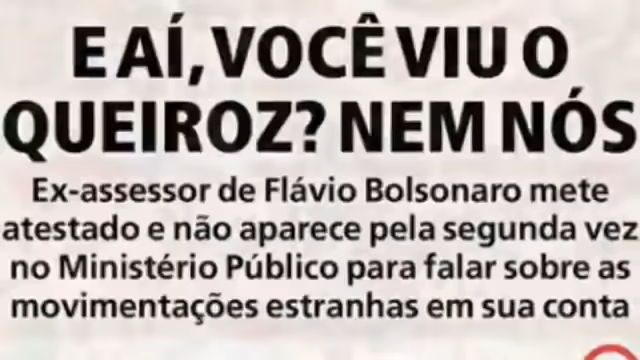 E AÍ, VOCÊ VIU O
QUEIROZ? NEM NÓS
Ex-assessor de Flávio Bolsonaro mete
atestado e não aparece pela segunda vez
no Ministério Público para falar sobre as
movimentações estranhas em sua conta